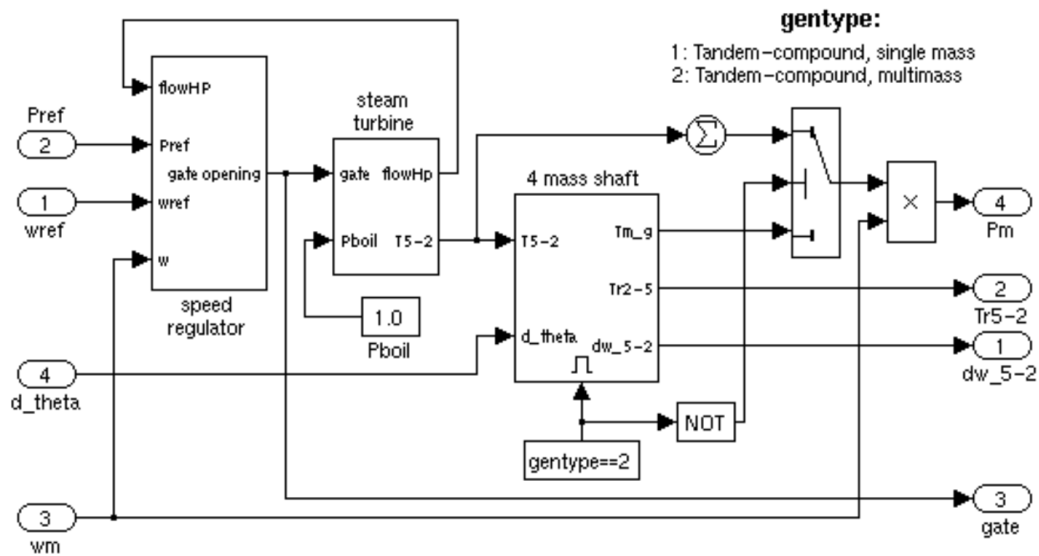 gentype:
1: Tandem-compound, single mass
2: Tandem-compound, multimass
flowHP
Pref
2
Pref
gate opening
1
wref
wref
w
speed
regulator
steam
turbine
gate
flowHp
Pboil
T5-2
1.0
Pboil
Σ
4 mass shaft
T5-2
Tm_g
Tr2-5
d_theta
dw_5-2
×
4
Pm
2
Tr5-2
1
dw_5-2
4
d_theta
NOT
gentype==2
3
gate
3
wm